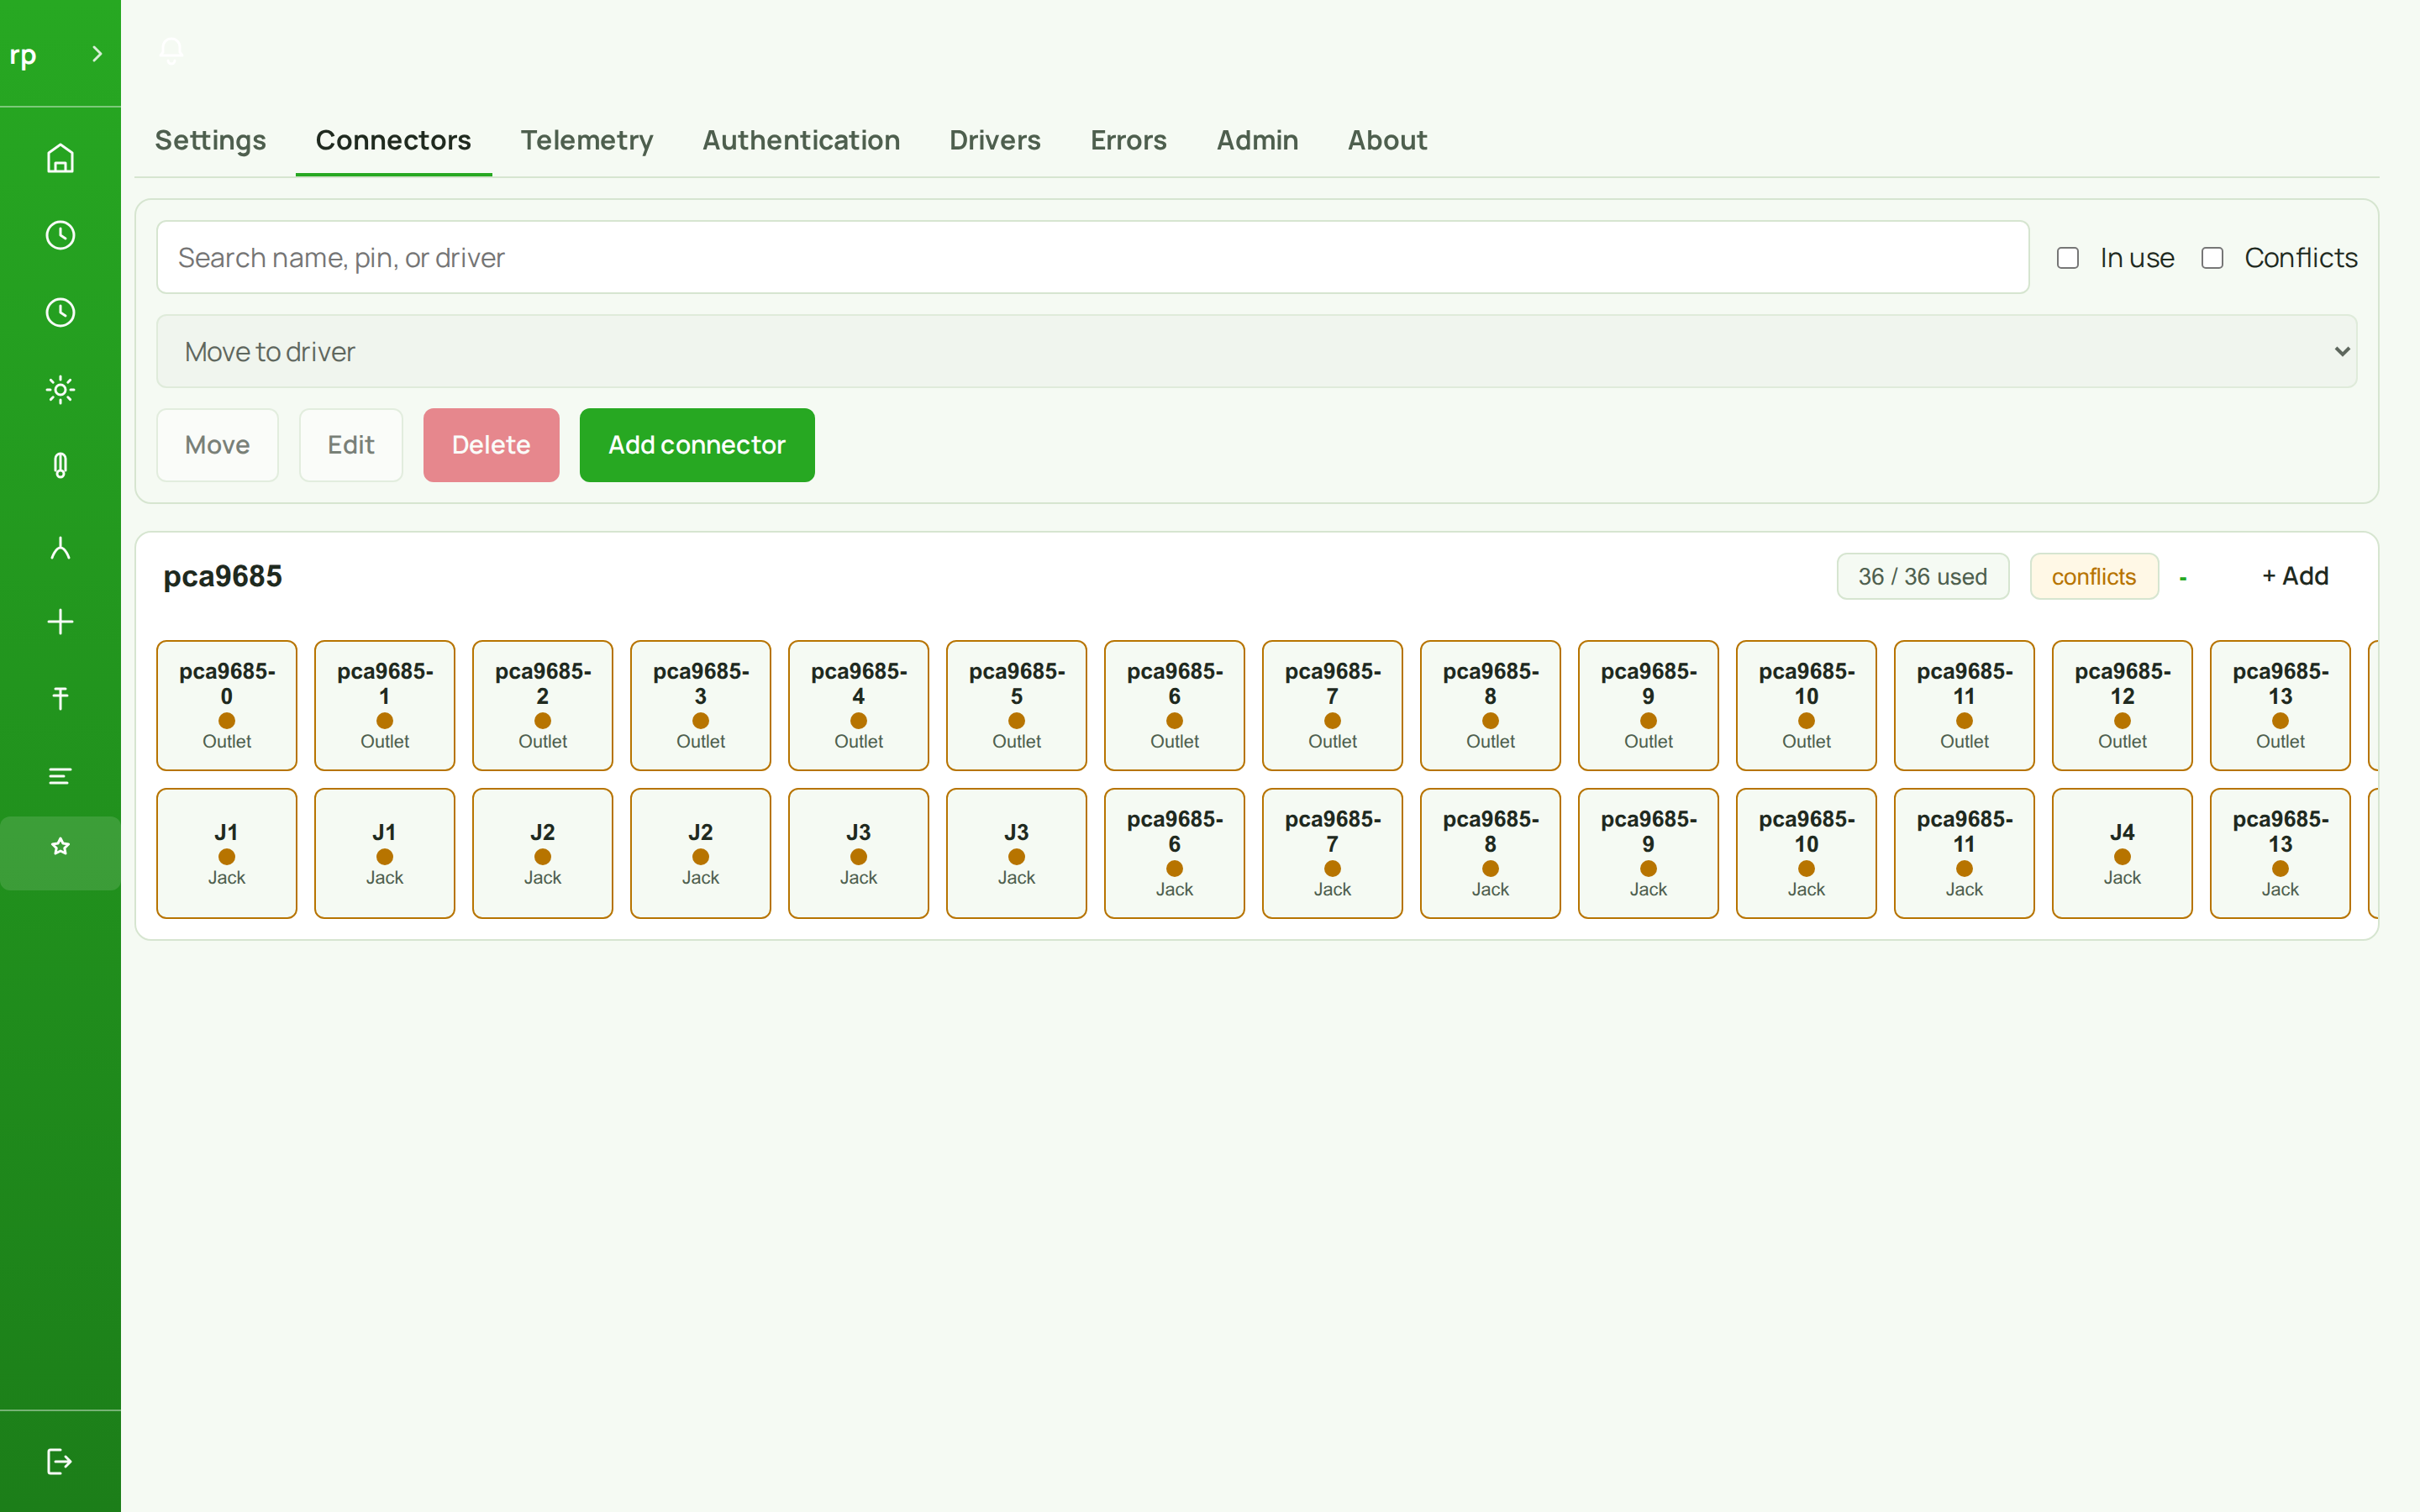 rp
Settings Connectors Telemetry Authentication Drivers Errors Admin About
Search name, pin, or driver
In use Conflicts
Move to driver
Move Edit Delete Add connector
pca9685
36 / 36 used conflicts - + Add
pca9685- pca9685- pca9685- pca9685- pca9685- pca9685- pca9685- pca9685- pca9685- pca9685- pca9685- pca9685- pca9685- pca9685-
0 1 2 3 4 5 6 7 8 9 10 11 12 13
Outlet Outlet Outlet Outlet Outlet Outlet Outlet Outlet Outlet Outlet Outlet Outlet Outlet Outlet
J1 J1 J2 J2 J3 J3 pca9685-6 pca9685-7 pca9685-8 pca9685-9 pca9685-10 pca9685-11 J4 pca9685-13
Jack Jack Jack Jack Jack Jack Jack Jack Jack Jack Jack Jack Jack Jack